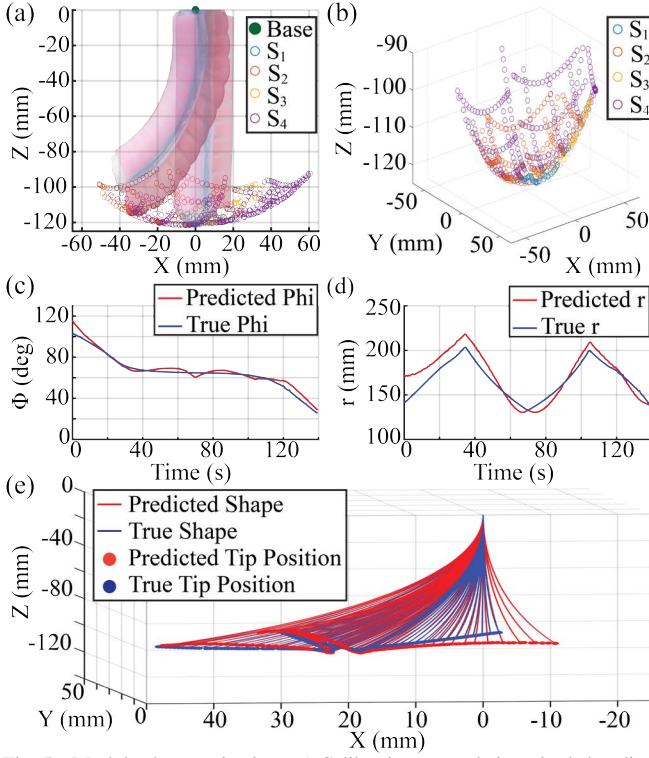 (a)
0
-20
-40
-60
-80
-100
-120
Z (mm)
Base
S1
S2
S3
S4
-60 -40 -20 0 20 40 60
X (mm)
(b)
-90
-100
-110
-120
Z (mm)
S1
S2
S3
S4
-50 0 50
Y (mm)
-50 0 50
X (mm)
(c)
120
80
40
0
Φ (deg)
Predicted Phi
True Phi
0 40 80 120
Time (s)
(d)
250
200
150
100
r (mm)
Predicted r
True r
0 40 80 120
Time (s)
(e)
0
-40
-80
-120
Z (mm)
Predicted Shape
True Shape
Predicted Tip Position
True Tip Position
50
0
Y (mm)
40 30 20 10 0 -10 -20
X (mm)